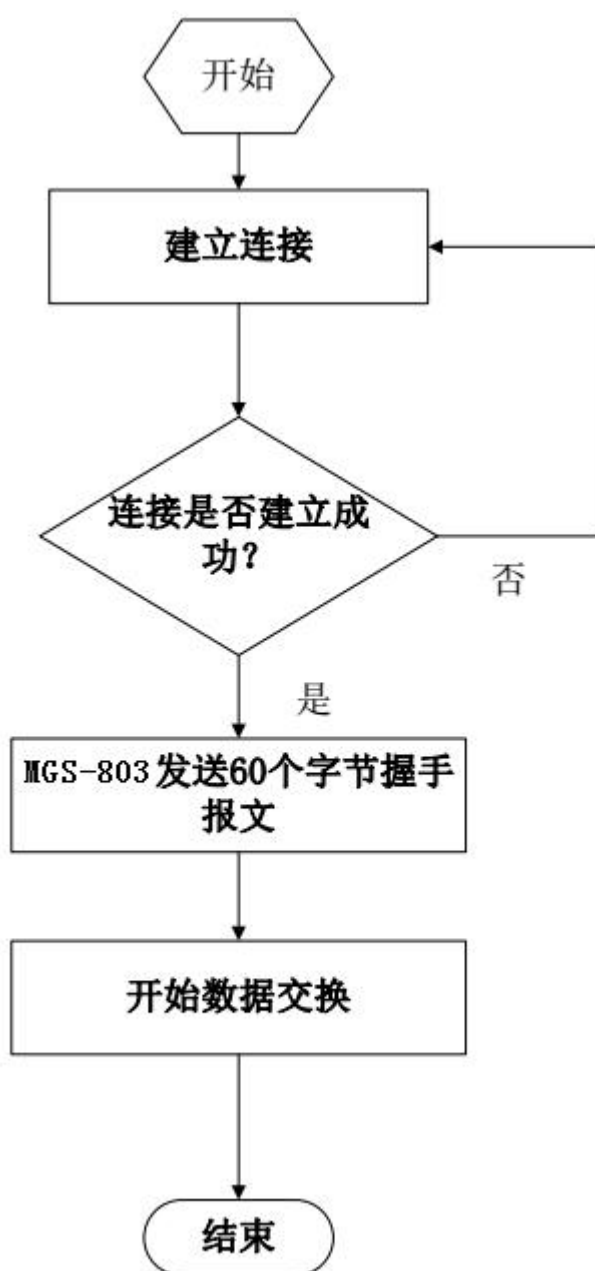 开始
建立连接
连接是否建立成
功?
否
是
MGS-803发送60个字节握手
报文
开始数据交换
结束